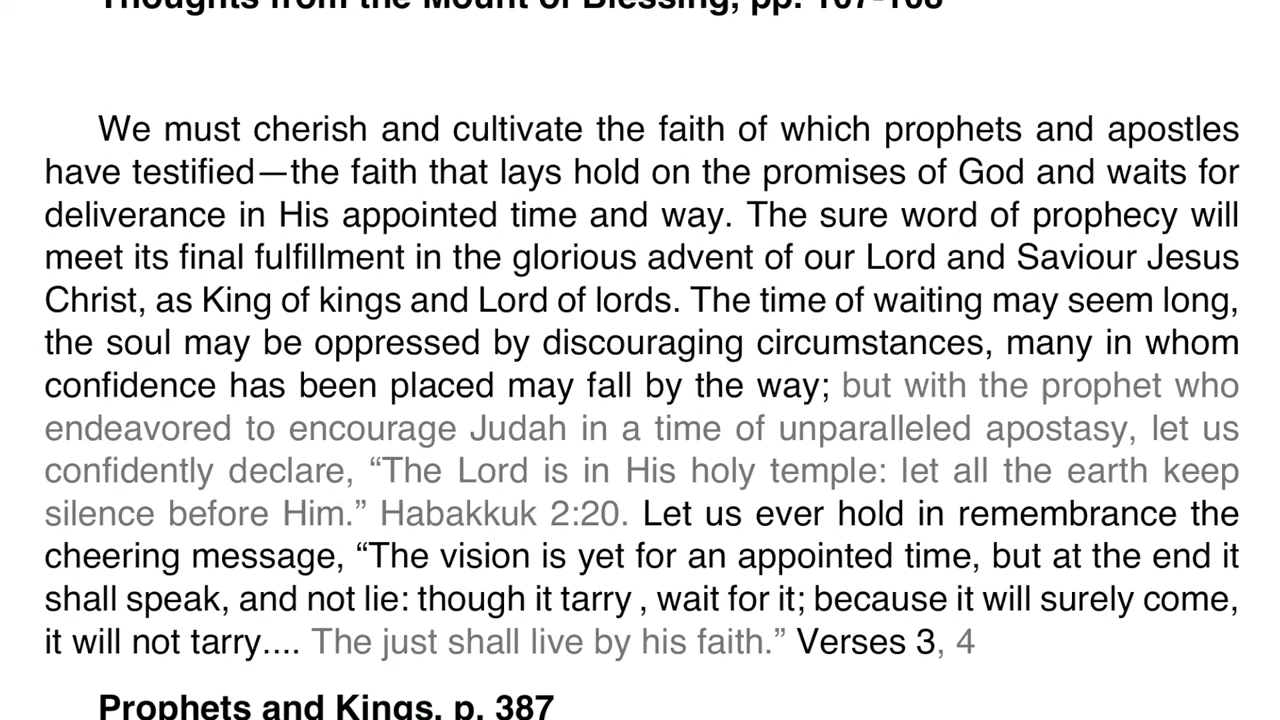 Thoughts from the Mount of Blessing, pp. 107-108
We must cherish and cultivate the faith of which prophets and apostles
have testified—the faith that lays hold on the promises of God and waits for
deliverance in His appointed time and way. The sure word of prophecy will
meet its final fulfillment in the glorious advent of our Lord and Saviour Jesus
Christ, as King of kings and Lord of lords. The time of waiting may seem long,
the soul may be oppressed by discouraging circumstances, many in whom
confidence has been placed may fall by the way; but with the prophet who
endeavored to encourage Judah in a time of unparalleled apostasy, let us
confidently declare, “The Lord is in His holy temple: let all the earth keep
silence before Him.” Habakkuk 2:20. Let us ever hold in remembrance the
cheering message, “The vision is yet for an appointed time, but at the end it
shall speak, and not lie: though it tarry , wait for it; because it will surely come,
it will not tarry.... The just shall live by his faith.” Verses 3, 4
Prophets and Kings, p. 387